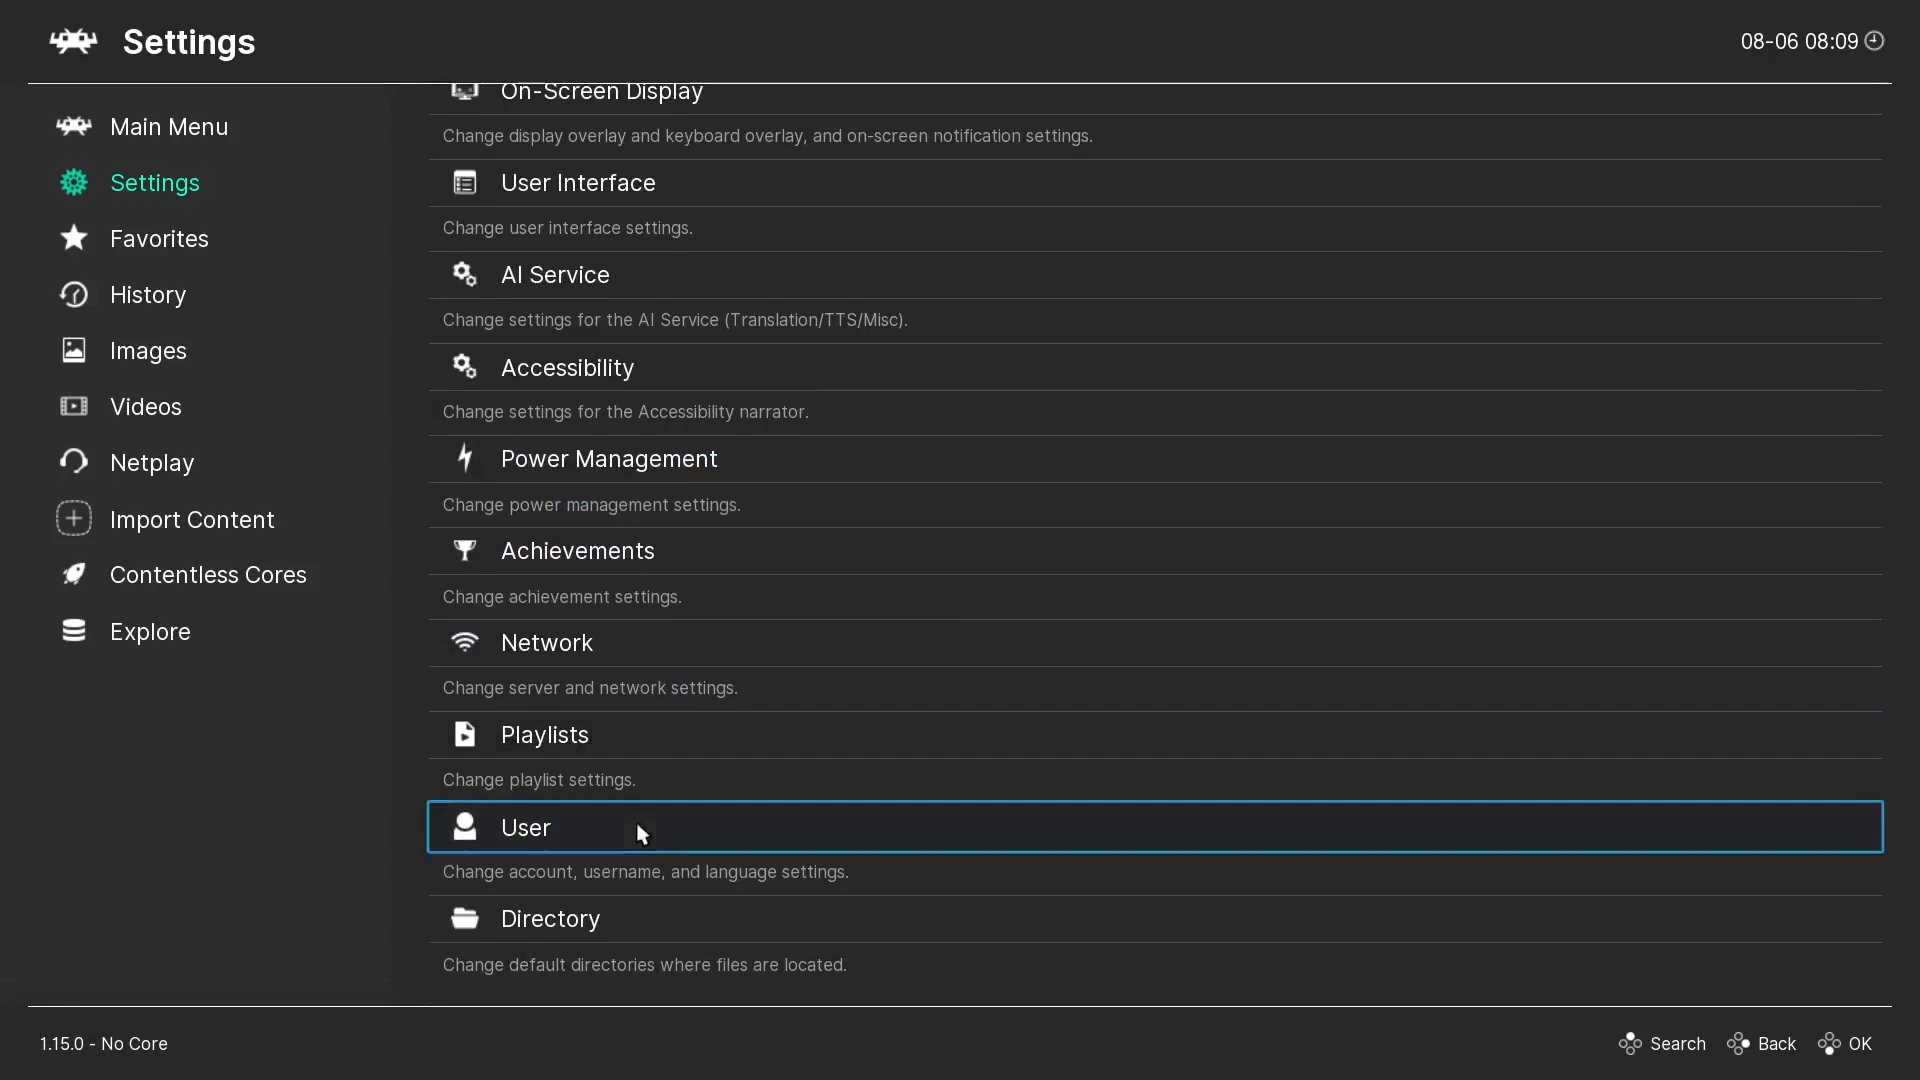 Settings
08-06 08:09
Main Menu
Settings
Favorites
History
Images
Videos
Netplay
Import Content
Contentless Cores
Explore
On-Screen Display
Change display overlay and keyboard overlay, and on-screen notification settings.
User Interface
Change user interface settings.
AI Service
Change settings for the AI Service (Translation/TTS/Misc).
Accessibility
Change settings for the Accessibility narrator.
Power Management
Change power management settings.
Achievements
Change achievement settings.
Network
Change server and network settings.
Playlists
Change playlist settings.
User
Change account, username, and language settings.
Directory
Change default directories where files are located.
1.15.0 - No Core
Search Back OK